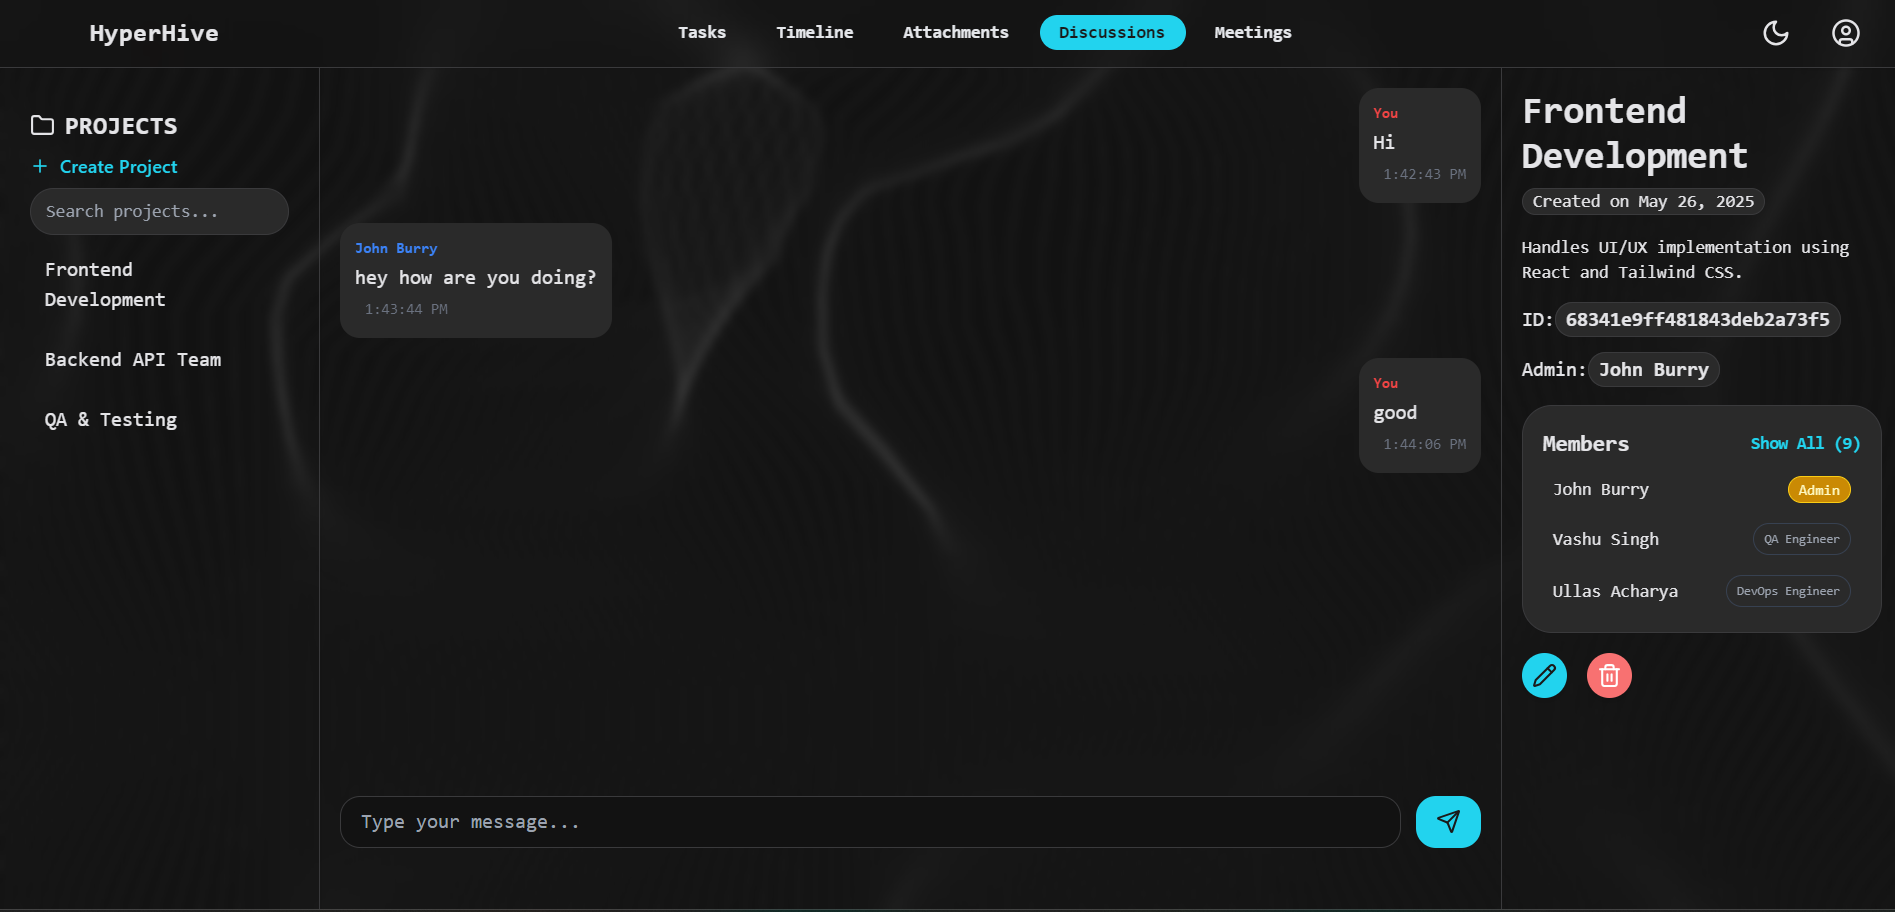 HyperHive
Tasks
Timeline
Attachments
Discussions
Meetings
PROJECTS
Create Project
Search projects...
Frontend
Development
Backend API Team
QA & Testing
You
Hi
1:42:43 PM
John Burry
hey how are you doing?
1:43:44 PM
You
good
1:44:06 PM
Type your message...
Frontend
Development
Created on May 26, 2025
Handles UI/UX implementation using
React and Tailwind CSS.
ID: 68341e9ff481843deb2a73f5
Admin: John Burry
Members Show All (9)
John Burry Admin
Vashu Singh QA Engineer
Ullas Acharya DevOps Engineer